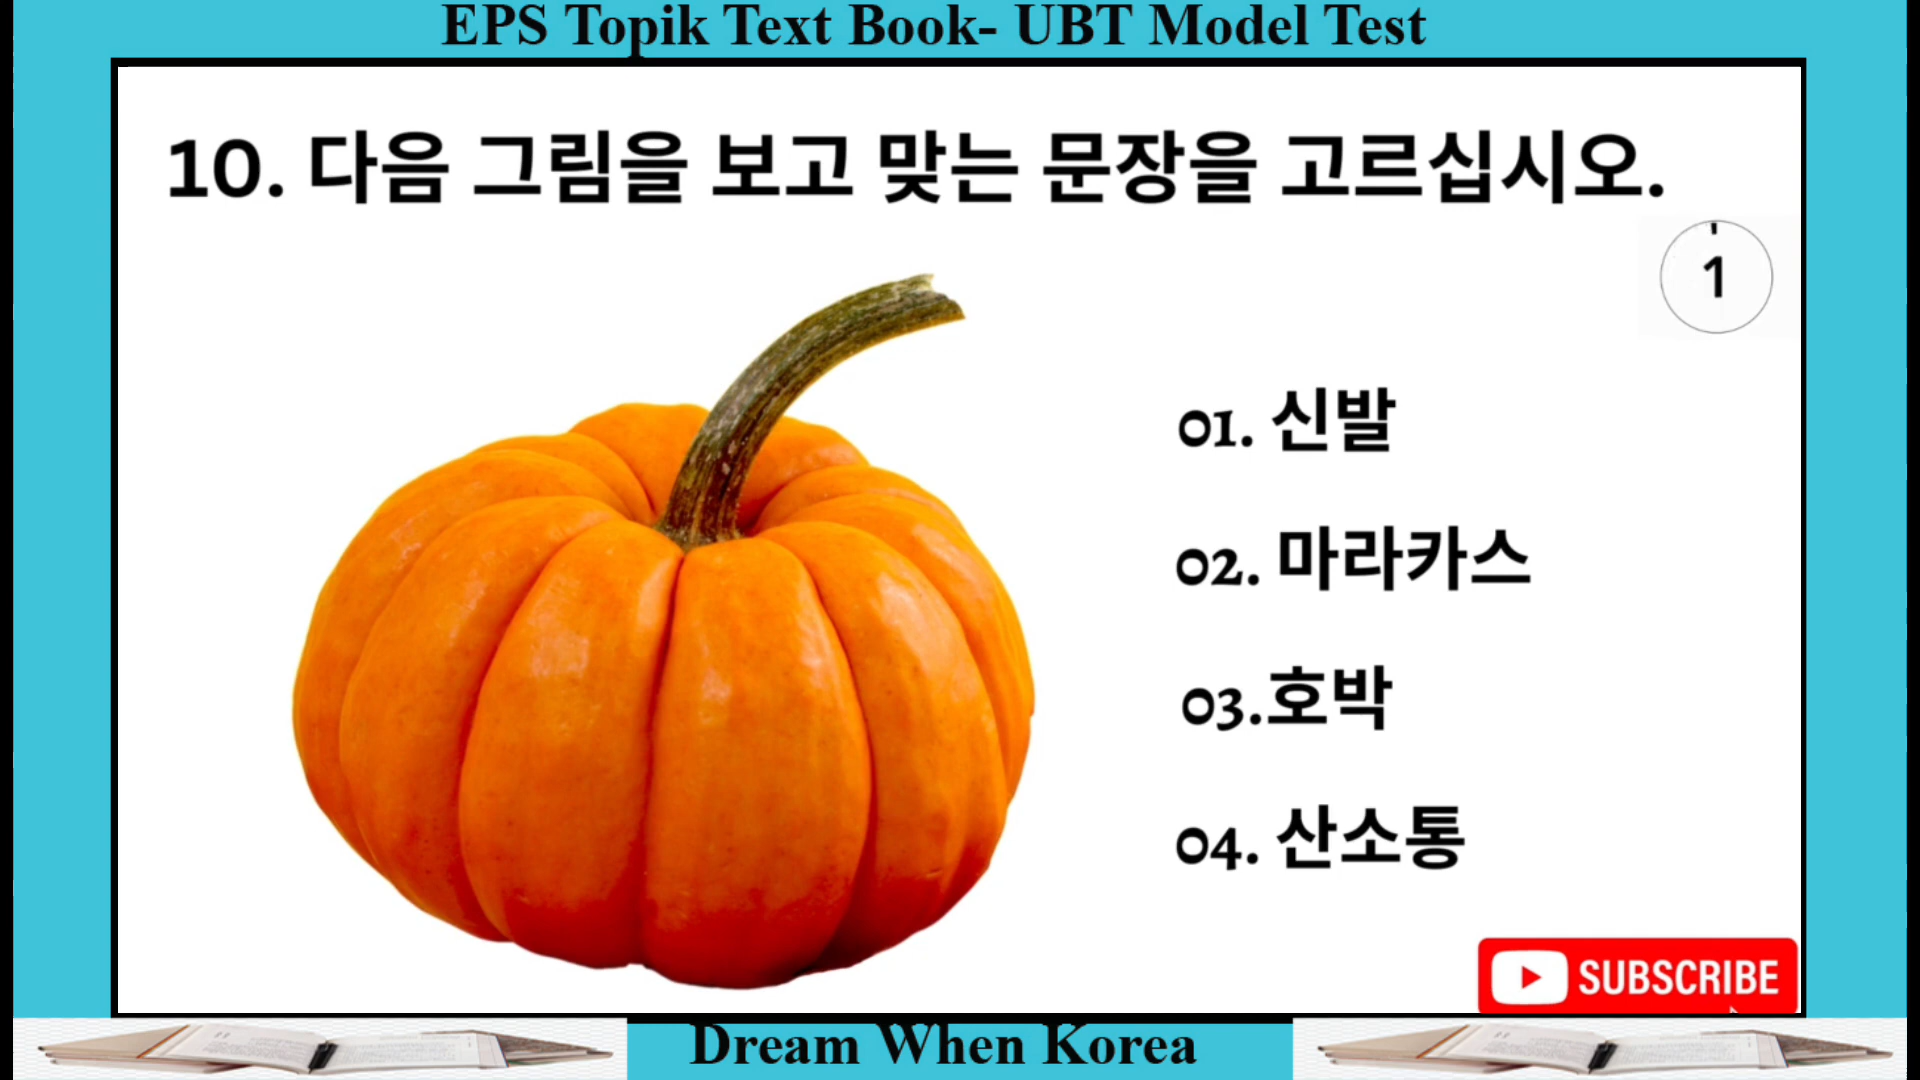 EPS Topik Text Book- UBT Model Test
10. 다음 그림을 보고 맞는 문장을 고르십시오.
1
01. 신발
02. 마라카스
03.호박
04. 산소통
SUBSCRIBE
Dream When Korea